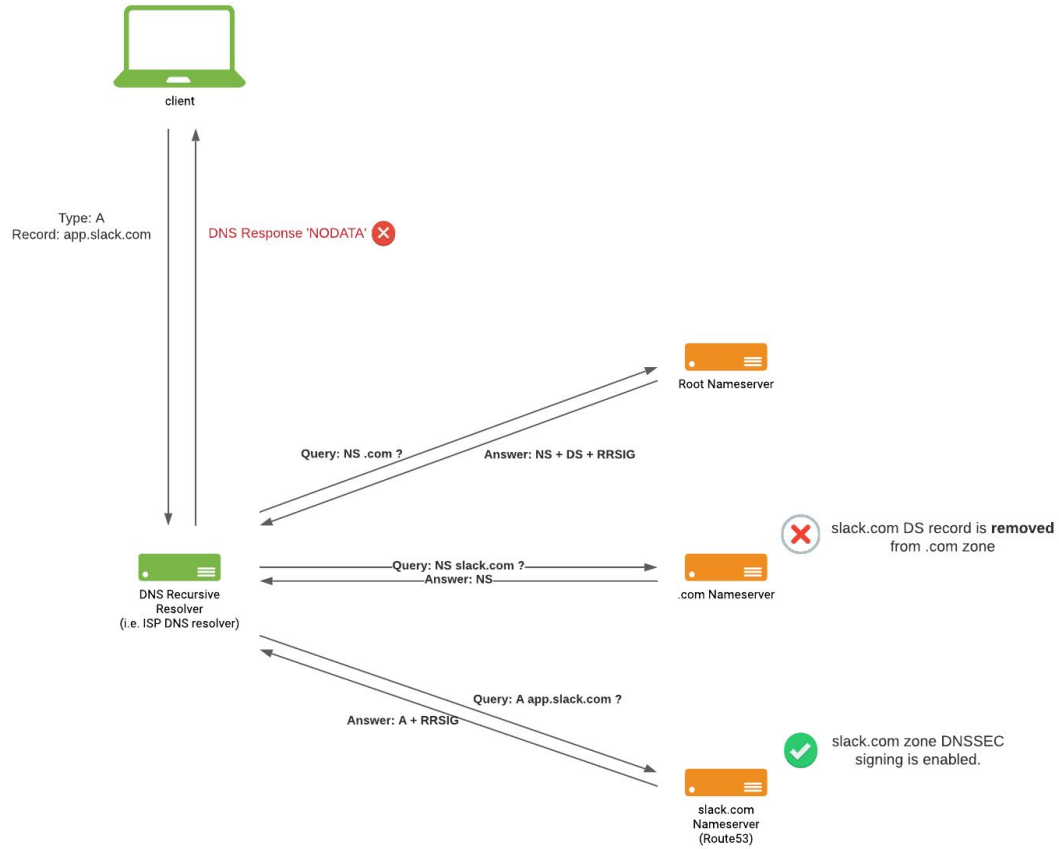 client
Type: A
Record: app.slack.com
DNS Response 'NODATA'
Root Nameserver
Query: NS .com ?
Answer: NS + DS + RRSIG
slack.com DS record is removed
from .com zone
Query: NS slack.com ?
Answer: NS
DNS Recursive
Resolver
(i.e. ISP DNS resolver)
.com Nameserver
Query: A app.slack.com ?
Answer: A + RRSIG
slack.com zone DNSSEC
signing is enabled.
slack.com
Nameserver
(Route53)